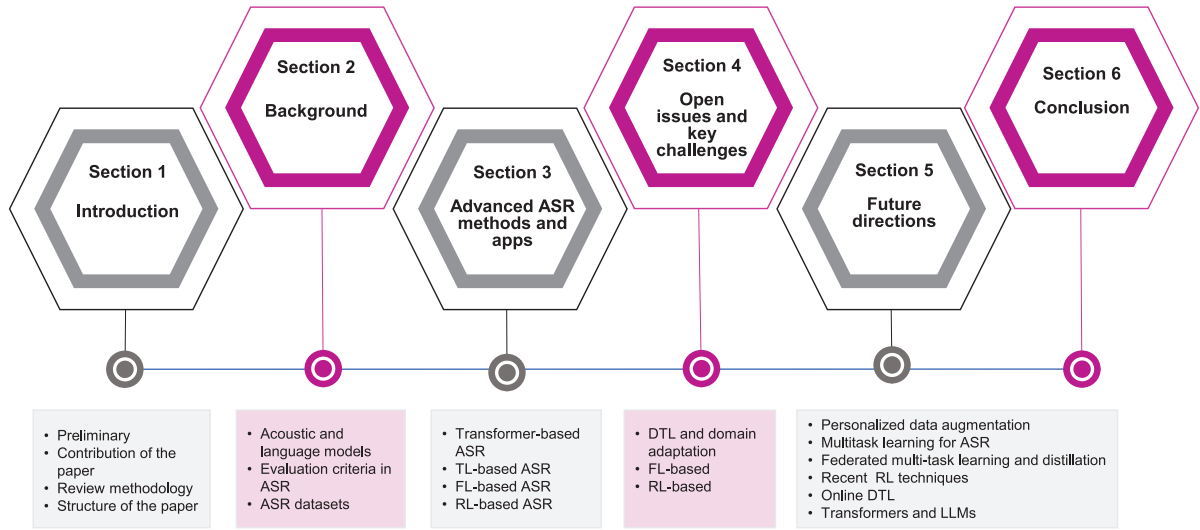 Section 1
Introduction
Section 2
Background
Section 3
Advanced ASR
methods and
apps
Section 4
Open
issues and
key
challenges
Section 5
Future
directions
Section 6
Conclusion
• Preliminary
• Contribution of the
paper
• Review methodology
• Structure of the paper
• Acoustic and
language models
• Evaluation criteria in
ASR
• ASR datasets
• Transformer-based
ASR
• TL-based ASR
• FL-based ASR
• RL-based ASR
• DTL and domain
adaptation
• FL-based
• RL-based
• Personalized data augmentation
• Multitask learning for ASR
• Federated multi-task learning and distillation
• Recent RL techniques
• Online DTL
• Transformers and LLMs